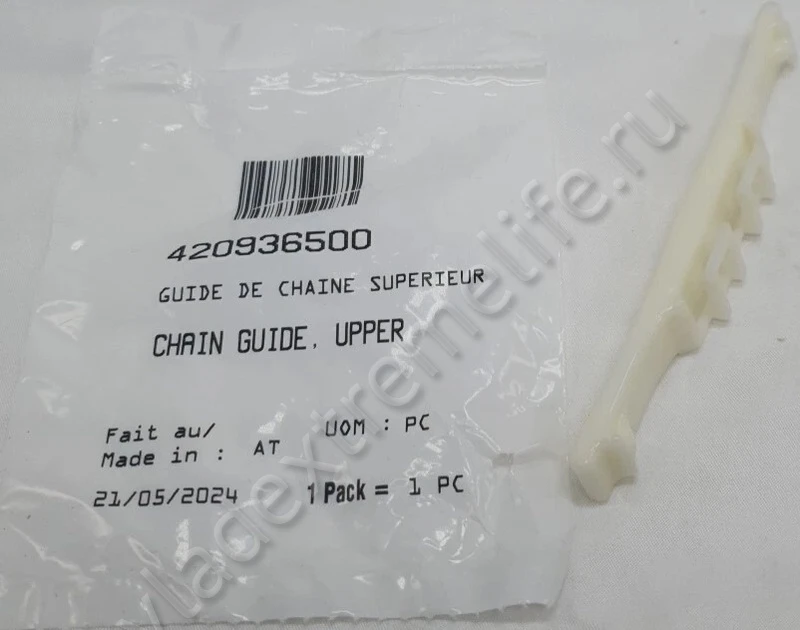 420936500
GUIDE DE CHAINE SUPERIEUR
CHAIN GUIDE, UPPER
Fait au/
Made in : AT
UOM : PC
21/05/2024
1 Pack = 1 PC
ladextremelife.ru